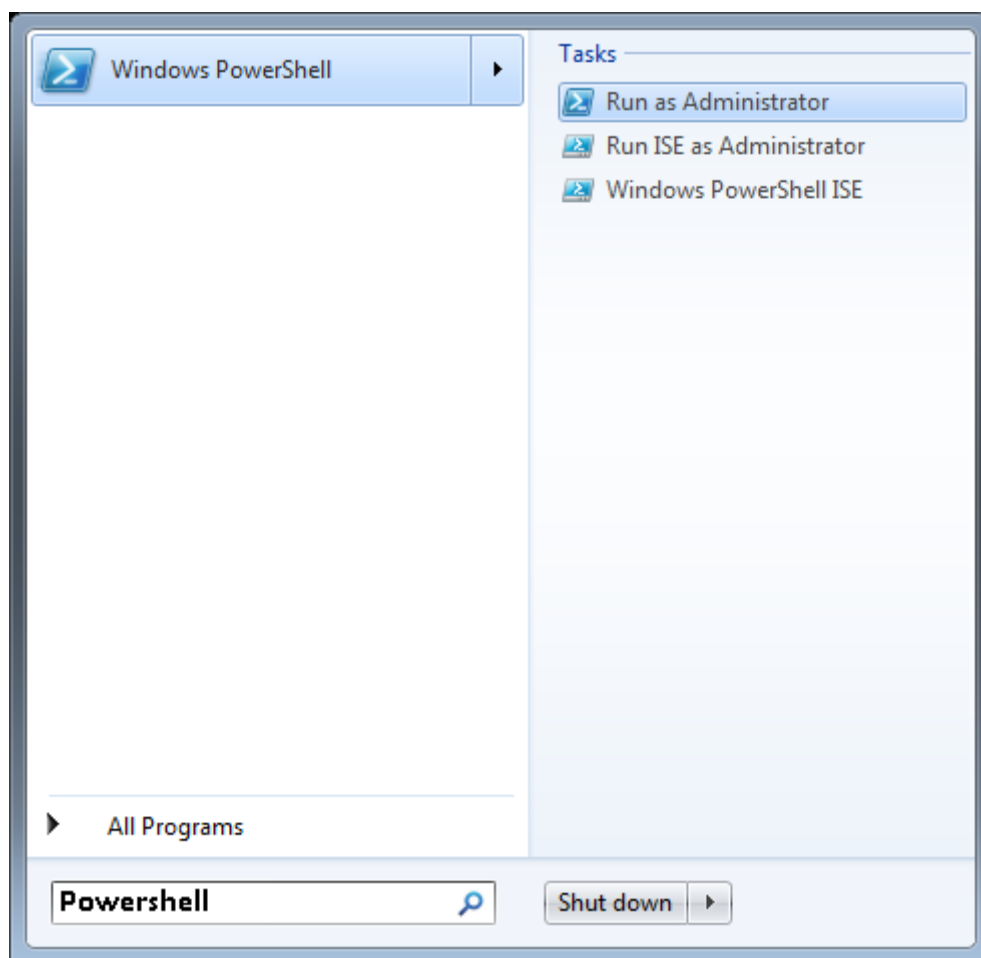 Windows PowerShell
Tasks
Run as Administrator
Run ISE as Administrator
Windows PowerShell ISE
All Programs
Powershell
Shut down